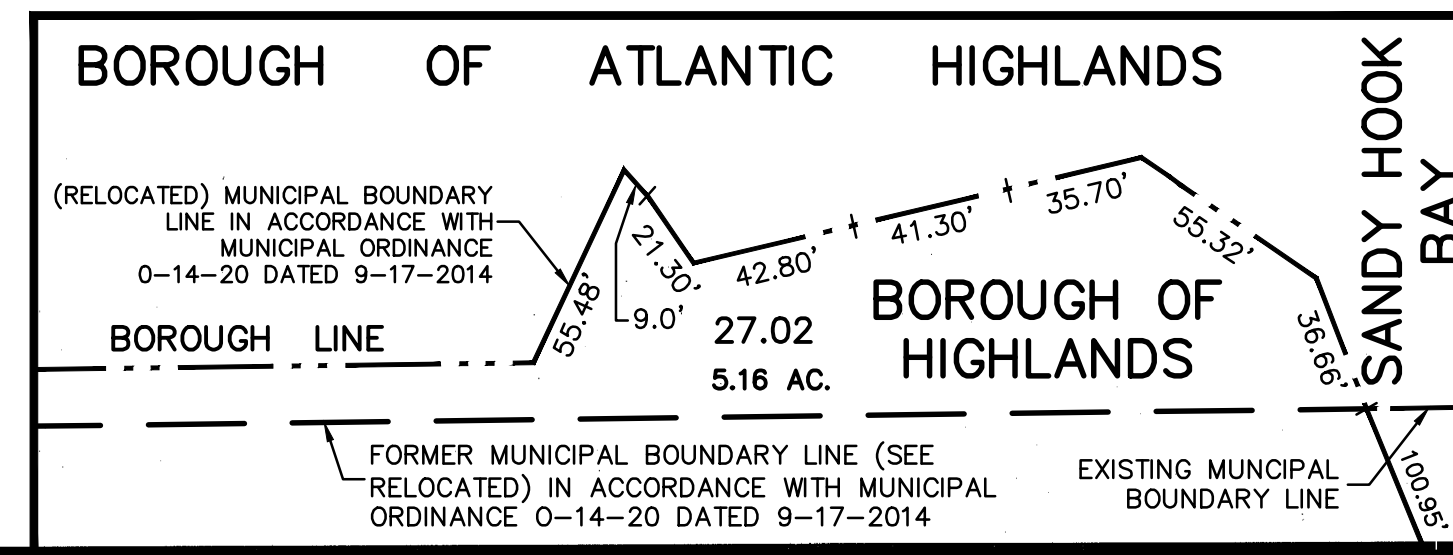 BOROUGH OF ATLANTIC HIGHLANDS
SANDY HOOK
BAY
(RELOCATED) MUNICIPAL BOUNDARY
LINE IN ACCORDANCE WITH
MUNICIPAL ORDINANCE
0-14-20 DATED 9-17-2014
BOROUGH LINE
55.48'
9.0'
21.30'
42.80'
41.30'
35.70'
55.32'
36.66'
27.02
5.16 AC.
BOROUGH OF
HIGHLANDS
FORMER MUNICIPAL BOUNDARY LINE (SEE
RELOCATED) IN ACCORDANCE WITH MUNICIPAL
ORDINANCE 0-14-20 DATED 9-17-2014
EXISTING MUNCIPAL
BOUNDARY LINE
100.95'